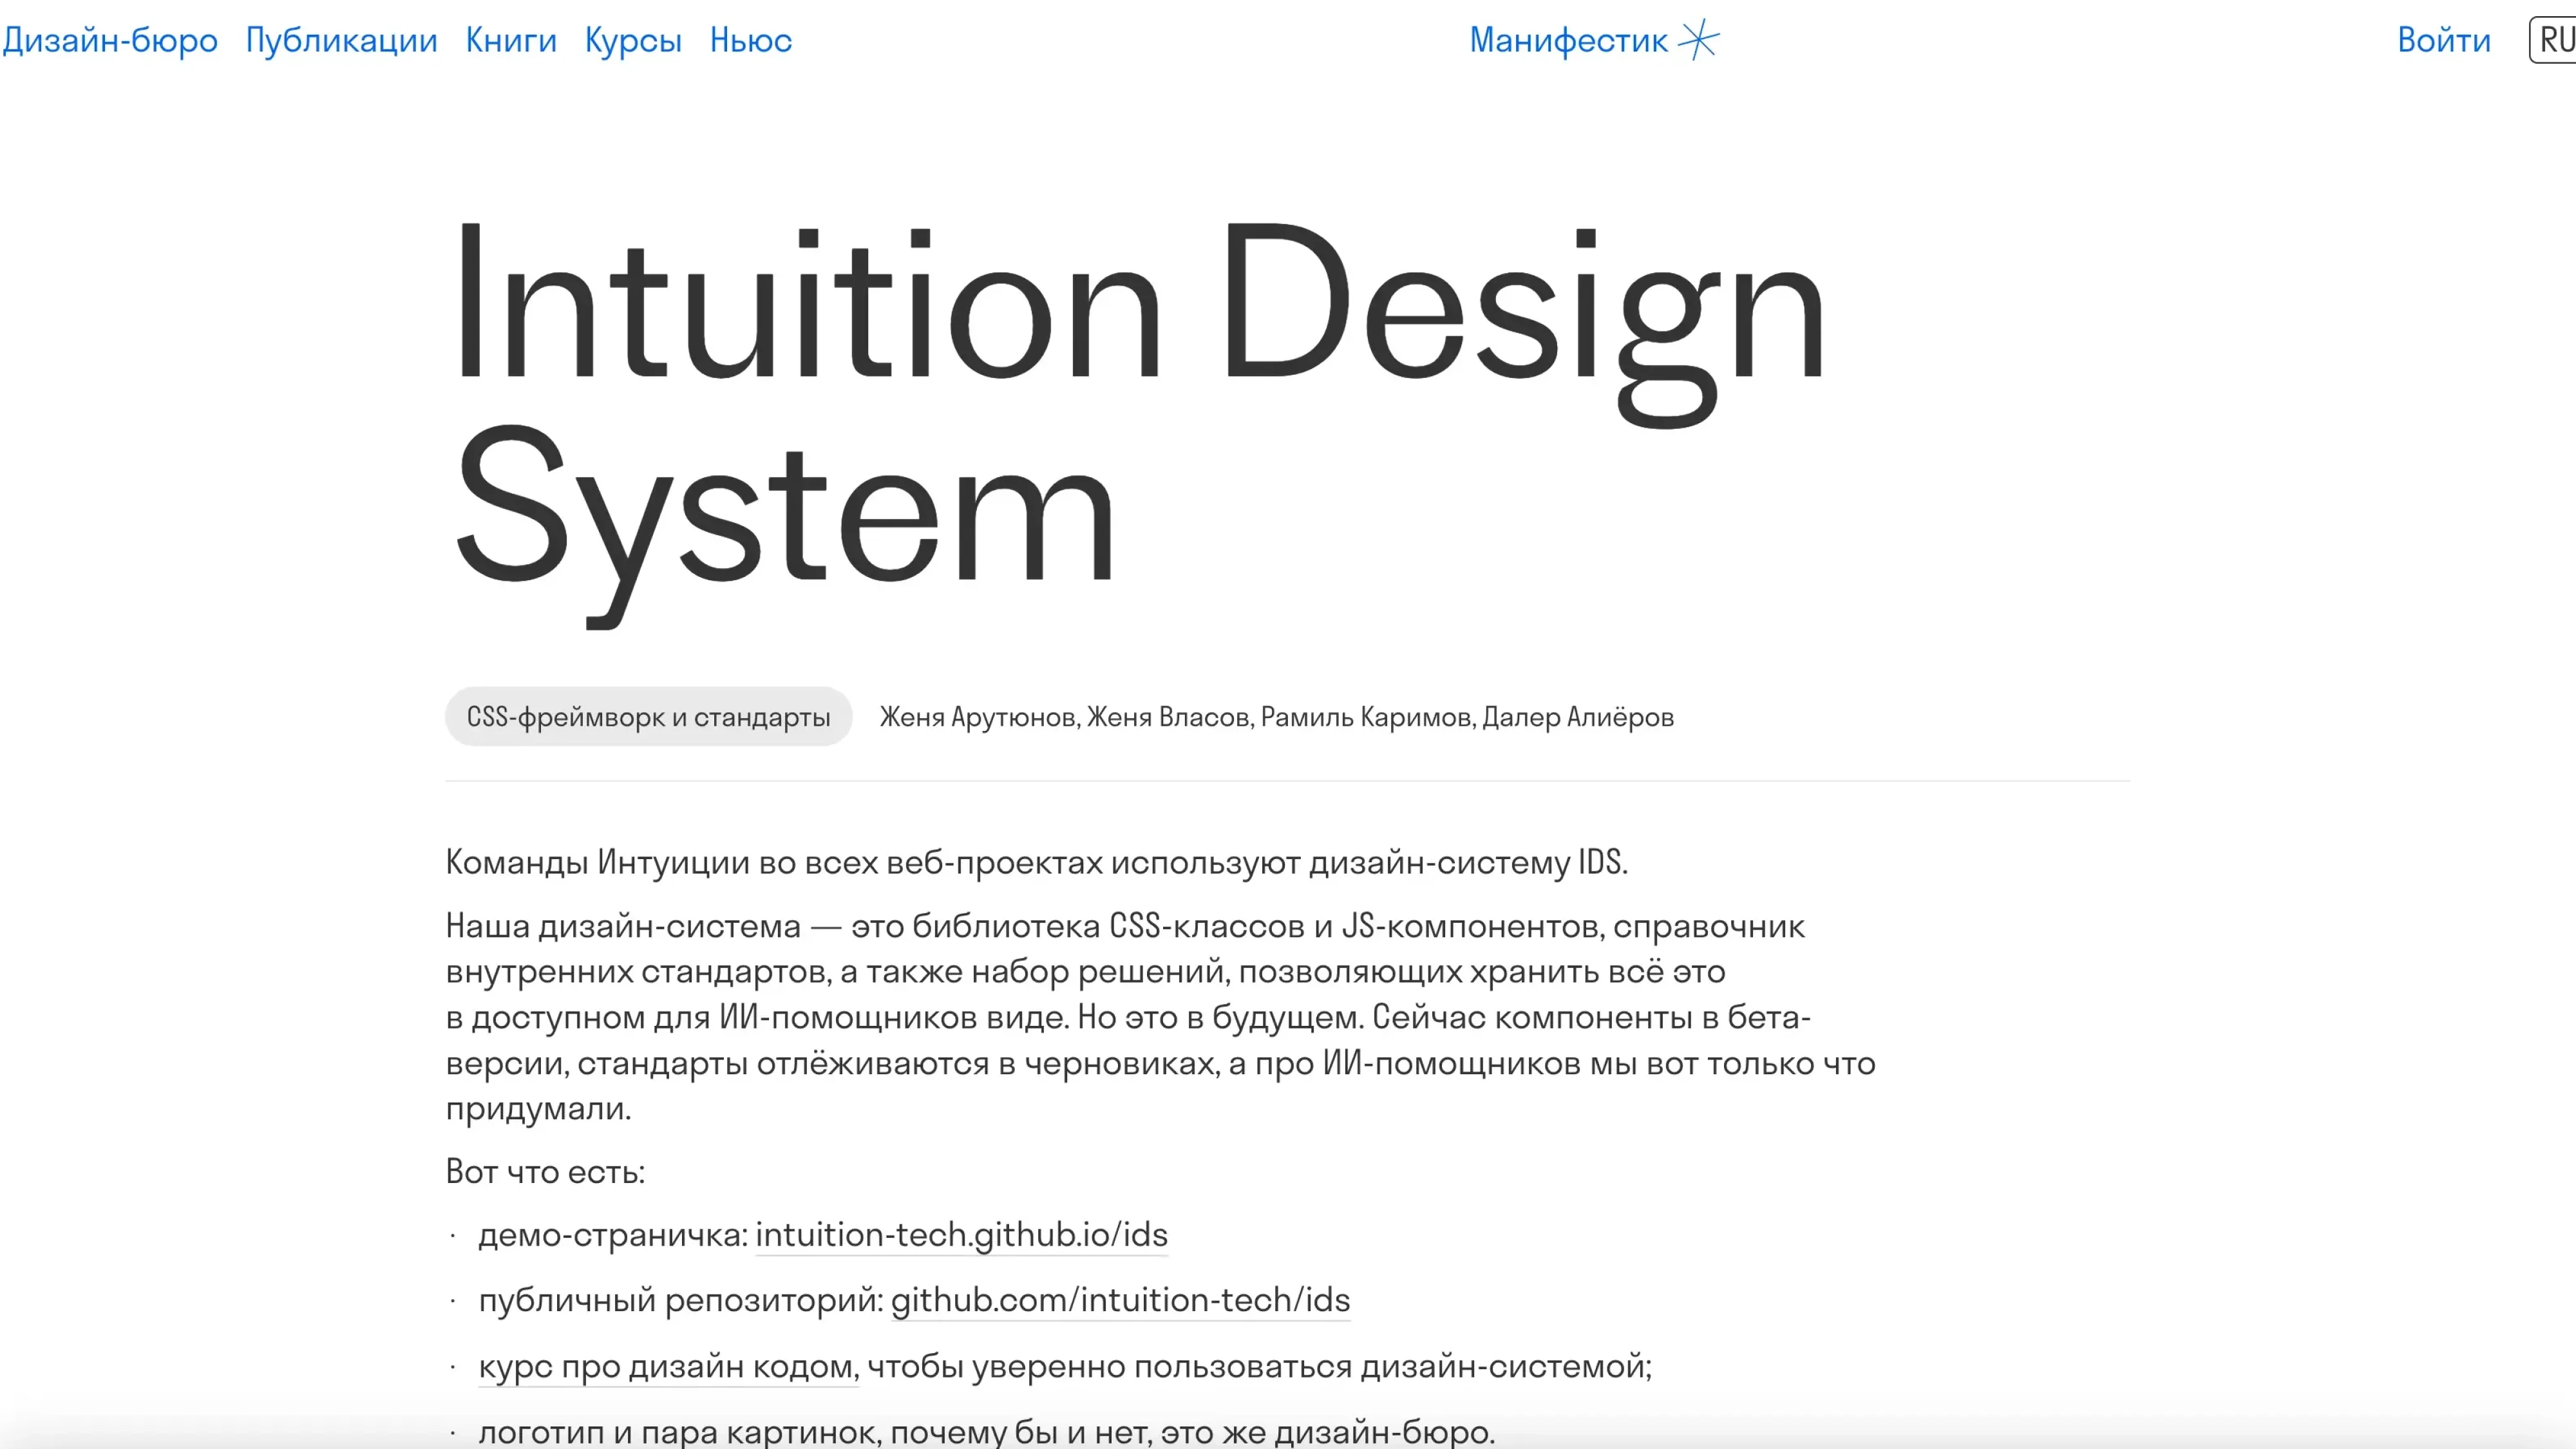 Дизайн-бюро Публикации Книги Курсы Ньюс Манифестик Войти RU
Intuition Design
System
CSS-фреймворк и стандарты Женя Арутюнов, Женя Власов, Рамиль Каримов, Далер Алиёров
Команды Интуиции во всех веб-проектах используют дизайн-систему IDS.
Наша дизайн-система — это библиотека CSS-классов и JS-компонентов, справочник
внутренних стандартов, а также набор решений, позволяющих хранить всё это
в доступном для ИИ-помощников виде. Но это в будущем. Сейчас компоненты в бета-
версии, стандарты отлёживаются в черновиках, а про ИИ-помощников мы вот только что
придумали.
Вот что есть:
· демо-страничка: intuition-tech.github.io/ids
· публичный репозиторий: github.com/intuition-tech/ids
· курс про дизайн кодом, чтобы уверенно пользоваться дизайн-системой;
· логотип и пара картинок, почему бы и нет, это же дизайн-бюро.